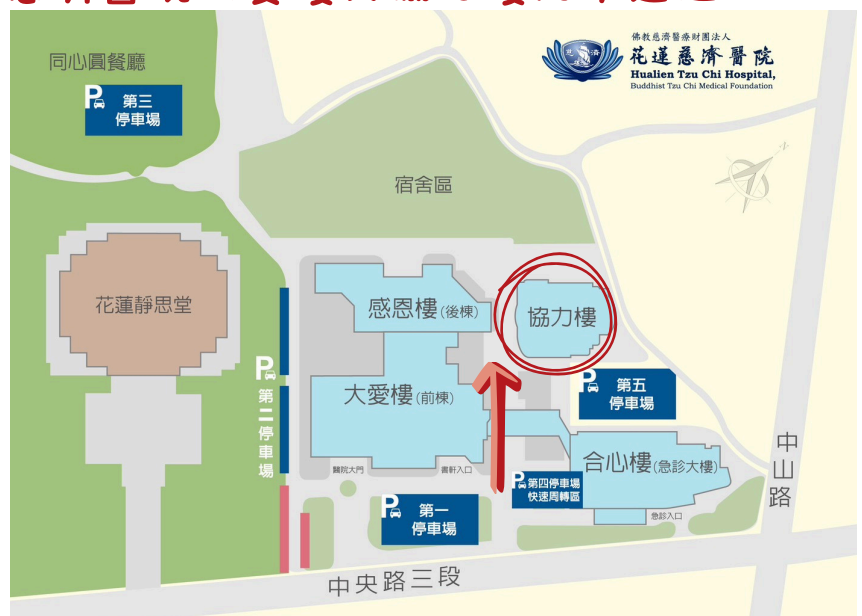 同心圓餐廳
P 第三
停車場
佛教慈濟醫療財團法人
花蓮慈濟醫院
Hualien Tzu Chi Hospital,
Buddhist Tzu Chi Medical Foundation
宿舍區
花蓮靜思堂
感恩樓(後棟)
協力樓
P
第二停車場
大愛樓(前棟)
P 第五
停車場
合心樓(急診大樓)
中山路
醫院大門
書軒入口
P 第四停車場
快速周轉區
P 第一
停車場
急診入口
中央路三段